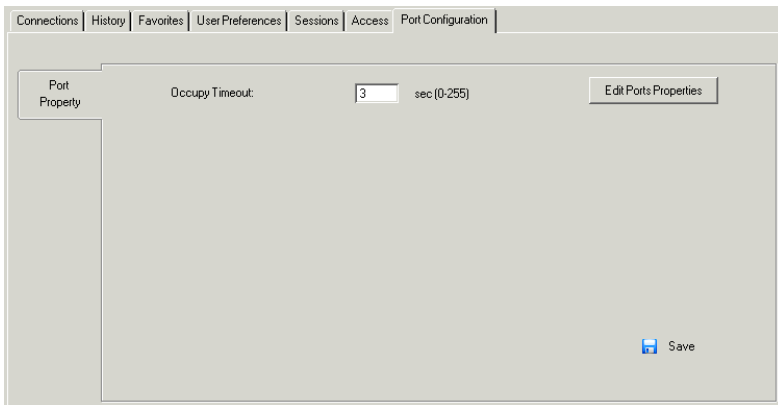 Connections History Favorites User Preferences Sessions Access Port Configuration
Port
Property
Occupy Timeout: 3 sec (0-255) Edit Ports Properties
Save